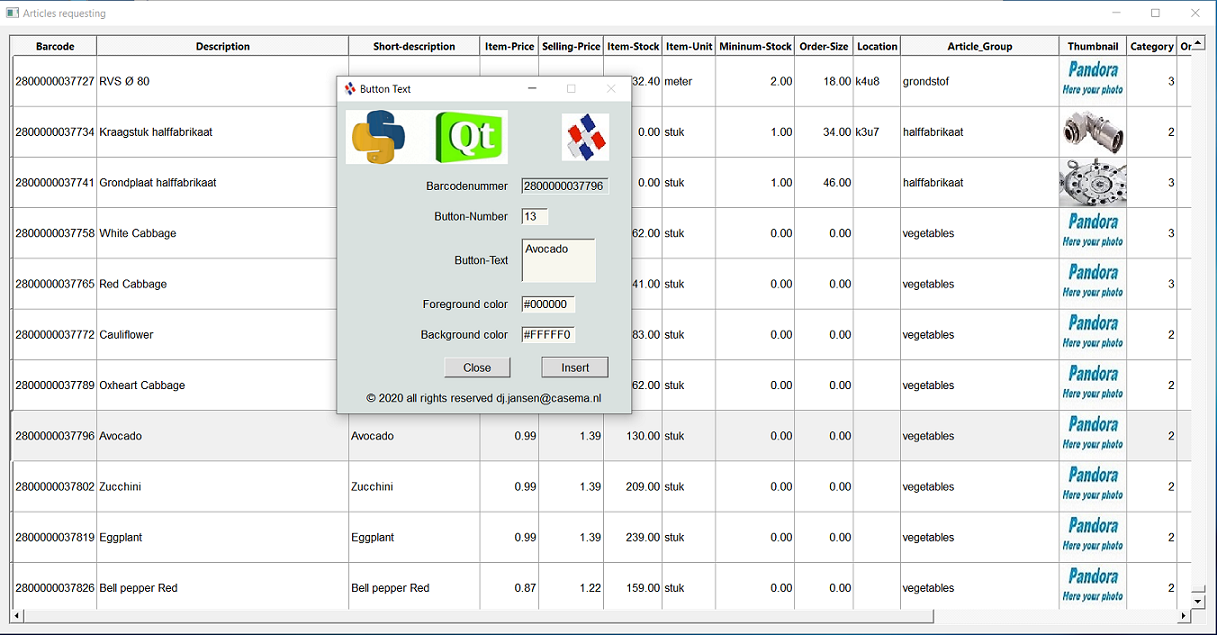 Articles requesting
Barcode Description Short-description Item-Price Selling-Price Item-Stock Item-Unit Mininum-Stock Order-Size Location Article_Group Thumbnail Category Or
2800000037727 RVS Ø 80 32.40 meter 2.00 18.00 k4u8 grondstof Pandora Here your photo 3
2800000037734 Kraagstuk halffabrikaat 0.00 stuk 1.00 34.00 k3u7 halffabrikaat 2
2800000037741 Grondplaat halffabrikaat 0.00 stuk 1.00 46.00 halffabrikaat 3
2800000037758 White Cabbage 62.00 stuk 0.00 0.00 vegetables Pandora Here your photo 3
2800000037765 Red Cabbage 41.00 stuk 0.00 0.00 vegetables Pandora Here your photo 3
2800000037772 Cauliflower 83.00 stuk 0.00 0.00 vegetables Pandora Here your photo 2
2800000037789 Oxheart Cabbage 62.00 stuk 0.00 0.00 vegetables Pandora Here your photo 2
2800000037796 Avocado Avocado 0.99 1.39 130.00 stuk 0.00 0.00 vegetables Pandora Here your photo 2
2800000037802 Zucchini Zucchini 0.99 1.39 209.00 stuk 0.00 0.00 vegetables Pandora Here your photo 2
2800000037819 Eggplant Eggplant 0.99 1.39 239.00 stuk 0.00 0.00 vegetables Pandora Here your photo 2
2800000037826 Bell pepper Red Bell pepper Red 0.87 1.22 159.00 stuk 0.00 0.00 vegetables Pandora Here your photo 2
Button Text
Qt
Barcodenummer 2800000037796
Button-Number 13
Button-Text Avocado
Foreground color #000000
Background color #FFFFF0
Close Insert
© 2020 all rights reserved dj.jansen@casema.nl